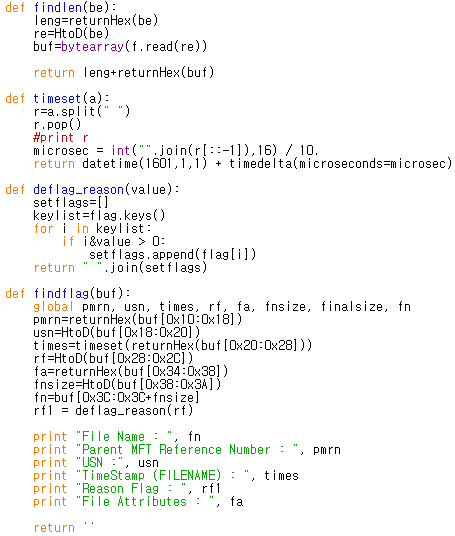 def findlen(be):
    leng=returnHex(be)
    re=HtoD(be)
    buf=bytearray(f.read(re))

    return leng+returnHex(buf)

def timeset(a):
    r=a.split(" ")
    r.pop()
    #print r
    microsec = int("".join(r[::-1]),16) / 10.
    return datetime(1601,1,1) + timedelta(microseconds=microsec)

def deflag_reason(value):
    setflags=[]
    keylist=flag.keys()
    for i in keylist:
        if i&value > 0:
            setflags.append(flag[i])
    return " ".join(setflags)

def findflag(buf):
    global pmrn, usn, times, rf, fa, fnsize, finalsize, fn
    pmrn=returnHex(buf[0x10:0x18])
    usn=HtoD(buf[0x18:0x20])
    times=timeset(returnHex(buf[0x20:0x28]))
    rf=HtoD(buf[0x28:0x2C])
    fa=returnHex(buf[0x34:0x38])
    fnsize=HtoD(buf[0x38:0x3A])
    fn=buf[0x3C:0x3C+fnsize]
    rf1 = deflag_reason(rf)

    print "File Name : ", fn
    print "Parent MFT Reference Number : ", pmrn
    print "USN :", usn
    print "TimeStamp (FILENAME) : ", times
    print "Reason Flag : ", rf1
    print "File Attributes : ", fa

    return ''